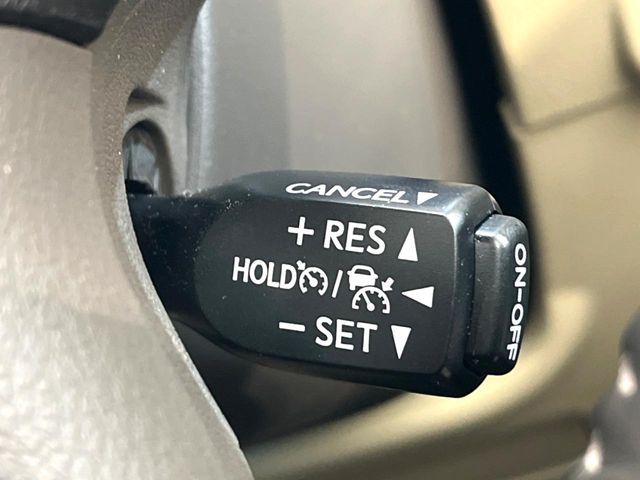 CANCEL▼
+ RES ▲
HOLD / ◀
− SET ▼
ON-OFF